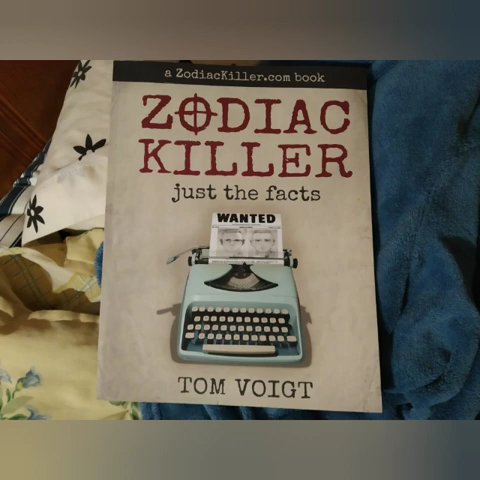 a ZodiacKiller.com book
ZODIAC
KILLER
just the facts
WANTED
TOM VOIGT